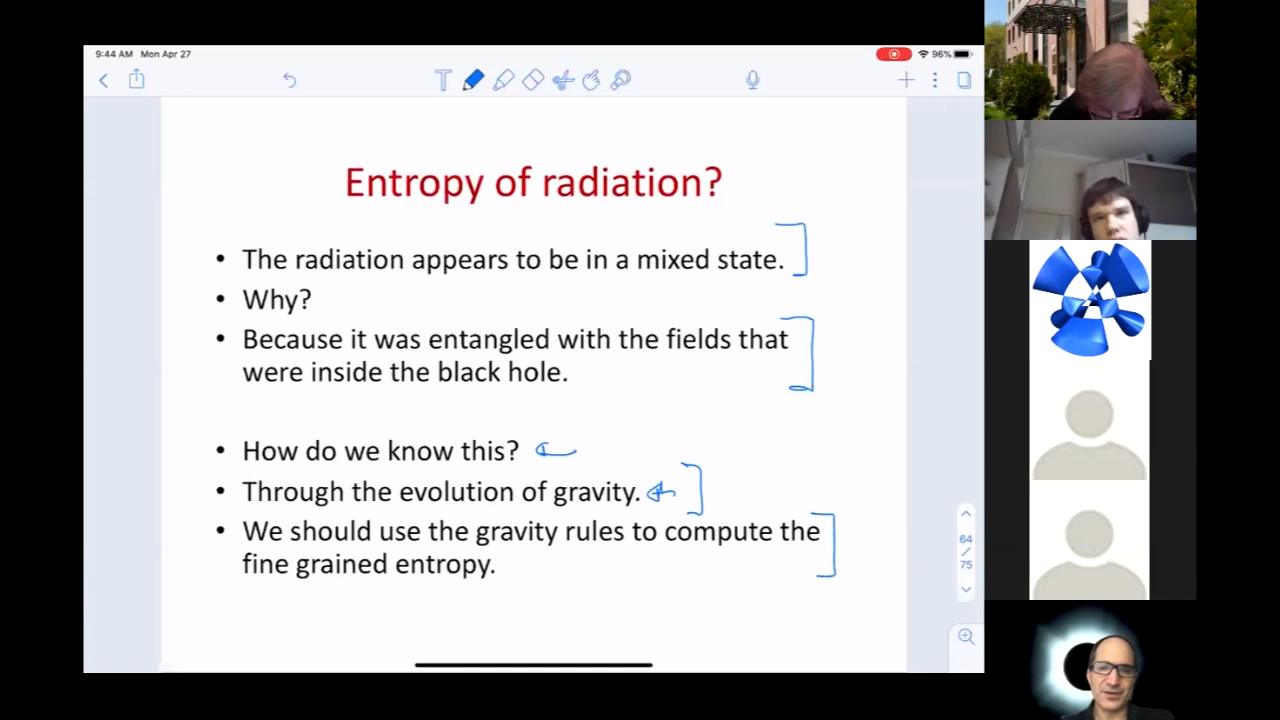 9:44 AM Mon Apr 27
96%
T
Entropy of radiation?
• The radiation appears to be in a mixed state.
• Why?
• Because it was entangled with the fields that
were inside the black hole.
• How do we know this?
• Through the evolution of gravity.
• We should use the gravity rules to compute the
fine grained entropy.
64
/
75